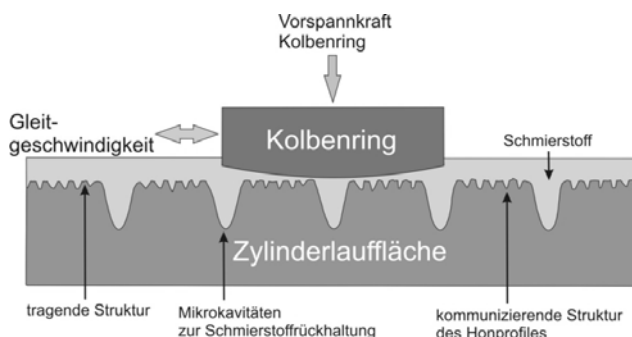 Vorspannkraft
Kolbenring
Gleit-
geschwindigkeit
Kolbenring
Schmierstoff
Zylinderlauffläche
tragende Struktur
Mikrokavitäten
zur Schmierstoffrückhaltung
kommunizierende Struktur
des Honprofiles